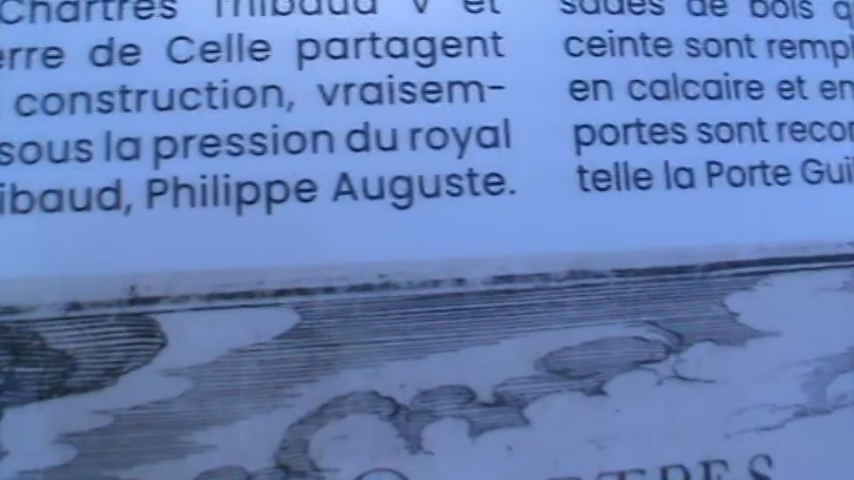 Chartres Thibaud V et
erre de Celle partagent
construction, vraisem-
sous la pression du royal
ibaud, Philippe Auguste.
sades de bois q
ceinte sont rempl
en calcaire et en
portes sont recon
telle la Porte Guil